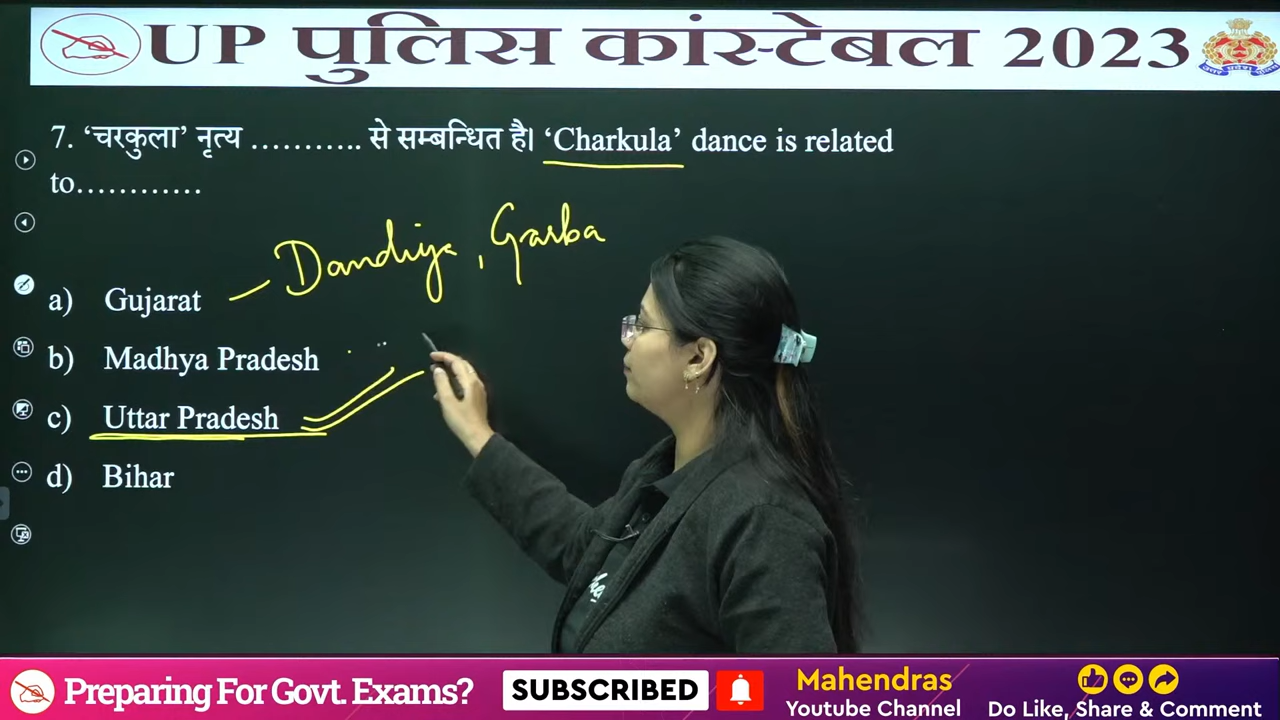 UP पुलिस कांस्टेबल 2023
7. ‘चरकुला’ नृत्य ……….. से सम्बन्धित है। ‘Charkula’ dance is related
to…………
Dandiya, Garba
a) Gujarat
b) Madhya Pradesh
c) Uttar Pradesh
d) Bihar
Preparing For Govt. Exams?
SUBSCRIBED
Mahendras
Youtube Channel
Do Like, Share & Comment